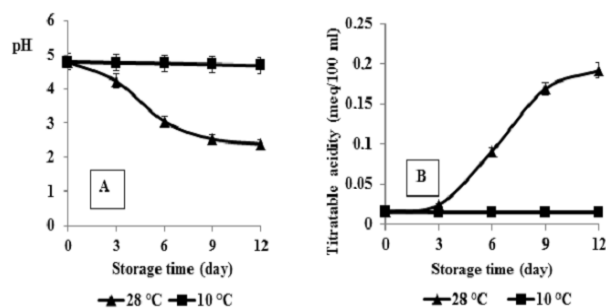 6
5
4
3
2
1
0
pH
A
0 3 6 9 12
Storage time (day)
28 °C 10 °C
0.25
0.2
0.15
0.1
0.05
0
Titratable acidity (meq/100 ml)
B
0 3 6 9 12
Storage time (day)
28 °C 10 °C